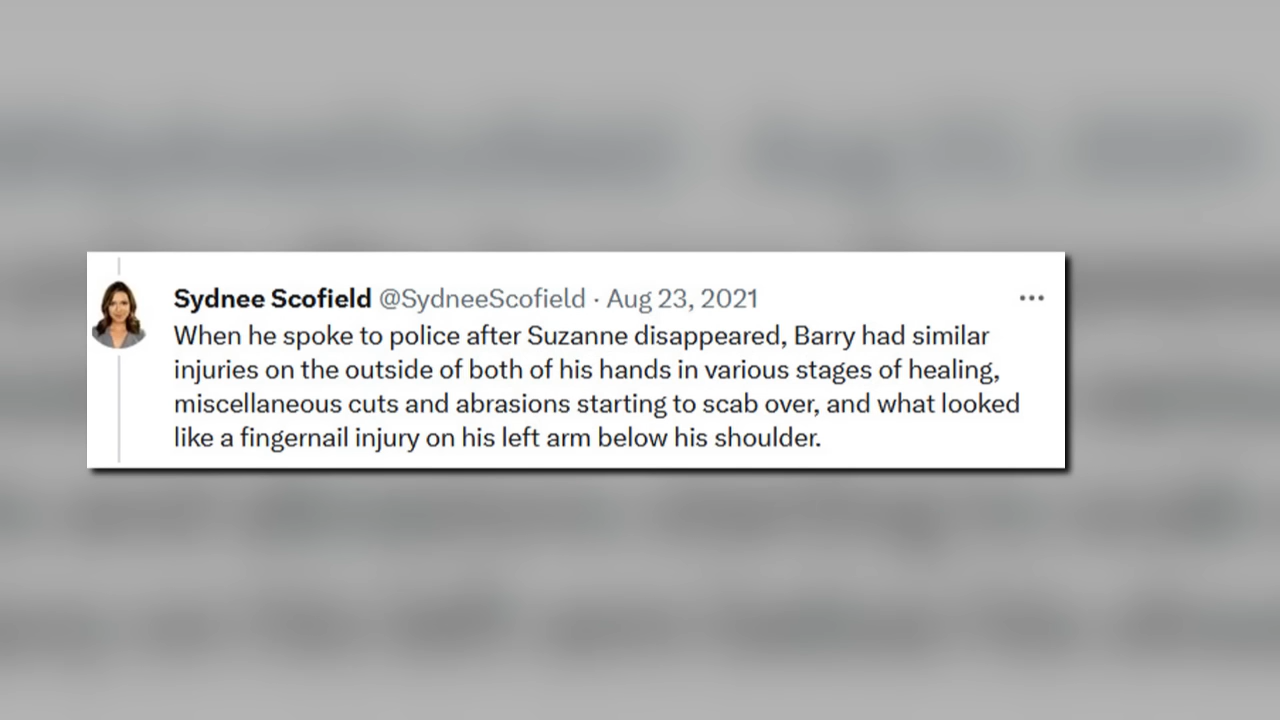 Sydnee Scofield @SydneeScofield · Aug 23, 2021
When he spoke to police after Suzanne disappeared, Barry had similar
injuries on the outside of both of his hands in various stages of healing,
miscellaneous cuts and abrasions starting to scab over, and what looked
like a fingernail injury on his left arm below his shoulder.